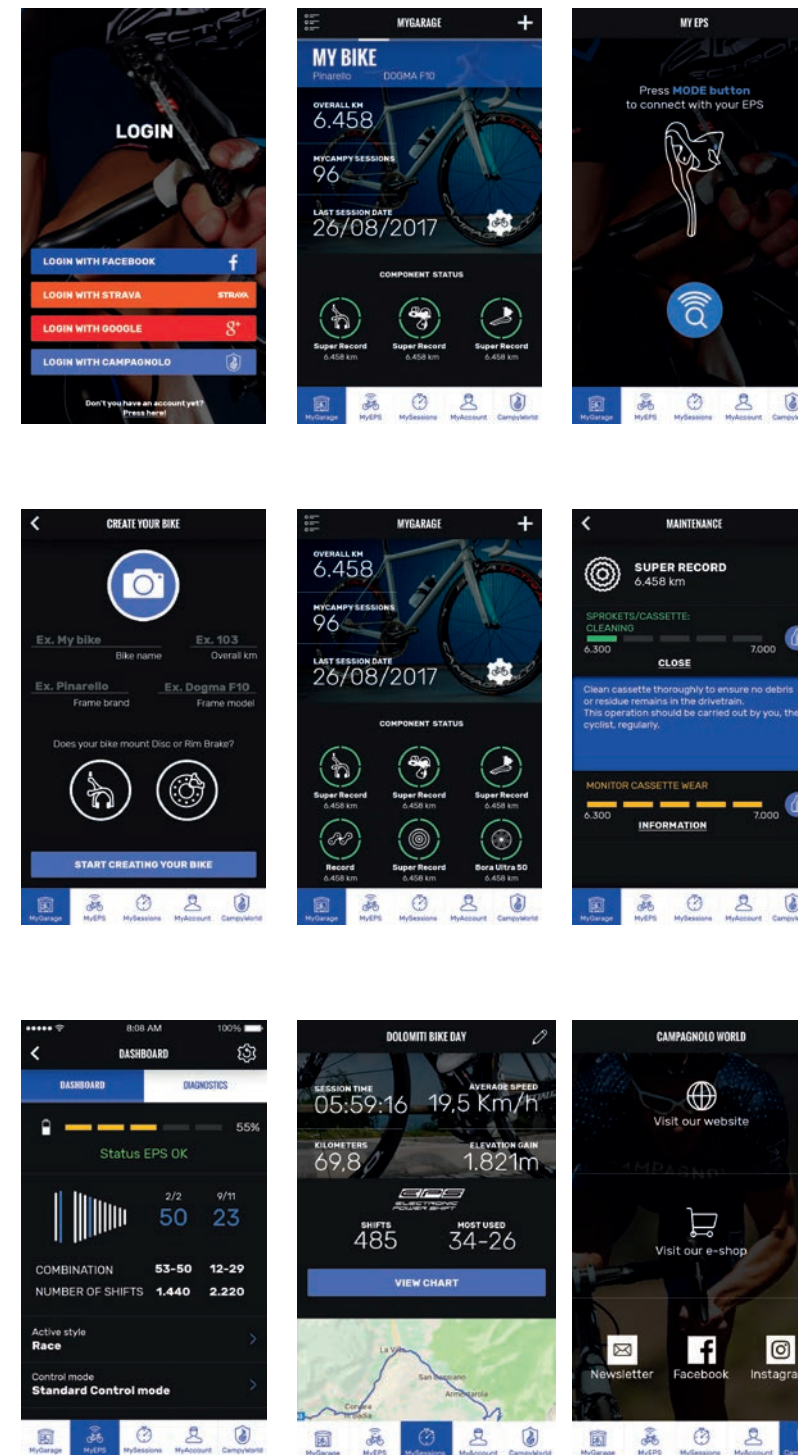 LOGIN
LOGIN WITH FACEBOOK
LOGIN WITH STRAVA STRAVA
LOGIN WITH GOOGLE 8+
LOGIN WITH CAMPAGNOLO
Don't you have an account yet?
Press here!
MYGARAGE +
MY BIKE
Pinarello DOGMA F10
OVERALL KM
6.458
MYCAMPY SESSIONS
96
LAST SESSION DATE
26/08/2017
COMPONENT STATUS
Super Record Super Record Super Record
6.458 km 6.458 km 6.458 km
MyGarage MyEPS MySessions MyAccount CampyWorld
MY EPS
Press MODE button
to connect with your EPS
MyGarage MyEPS MySessions MyAccount
CREATE YOUR BIKE
Ex. My bike Ex. 103
Bike name Overall km
Ex. Pinarello Ex. Dogma F10
Frame brand Frame model
Does your bike mount Disc or Rim Brake?
START CREATING YOUR BIKE
MyGarage MyEPS MySessions MyAccount CampyWorld
MYGARAGE +
OVERALL KM
6.458
MYCAMPY SESSIONS
96
LAST SESSION DATE
26/08/2017
COMPONENT STATUS
Super Record Super Record Super Record
6.458 km 6.458 km 6.458 km
Record Super Record Bora Ultra 50
6.458 km 6.458 km 6.458 km
MyGarage MyEPS MySessions MyAccount CampyWorld
MAINTENANCE
SUPER RECORD
6.458 km
SPROKETS/CASSETTE:
CLEANING
6.300 7.000
CLOSE
Clean cassette thoroughly to ensure no debris
or residue remains in the drivetrain.
This operation should be carried out by you, the
cyclist, regularly.
MONITOR CASSETTE WEAR
6.300 7.000
INFORMATION
MyGarage MyEPS MySessions MyAccount
8:08 AM 100%
DASHBOARD
DASHBOARD DIAGNOSTICS
55%
Status EPS OK
2/2 9/11
50 23
COMBINATION 53-50 12-29
NUMBER OF SHIFTS 1.440 2.220
Active style
Race
Control mode
Standard Control mode
MyGarage MyEPS MySessions MyAccount CampyWorld
DOLOMITI BIKE DAY
SESSION TIME AVERAGE SPEED
05:59:16 19,5 Km/h
KILOMETERS ELEVATION GAIN
69,8 1.821m
EPS
ELECTRONIC
POWER SHIFT
SHIFTS MOST USED
485 34-26
VIEW CHART
La Villa
San Cassiano
Armentarola
Corvara
in Badia
MyGarage MyEPS MySessions MyAccount CampyWorld
CAMPAGNOLO WORLD
Visit our website
Visit our e-shop
Newsletter Facebook Instagra
MyGarage MyEPS MySessions MyAccount